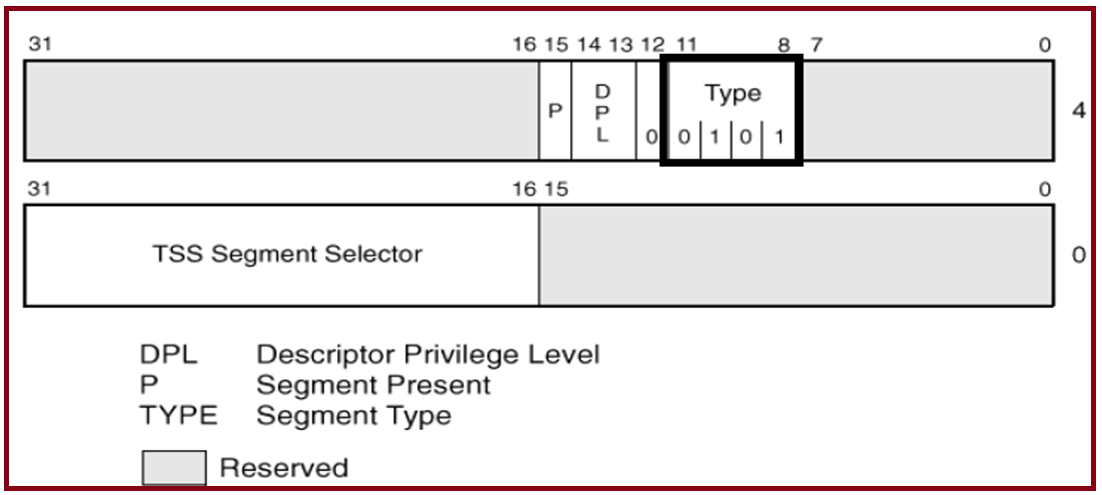 31 16 15 14 13 12 11 8 7 0
P D P L 0 Type 0 1 0 1 4
31 16 15 0
TSS Segment Selector 0
DPL Descriptor Privilege Level
P Segment Present
TYPE Segment Type
Reserved